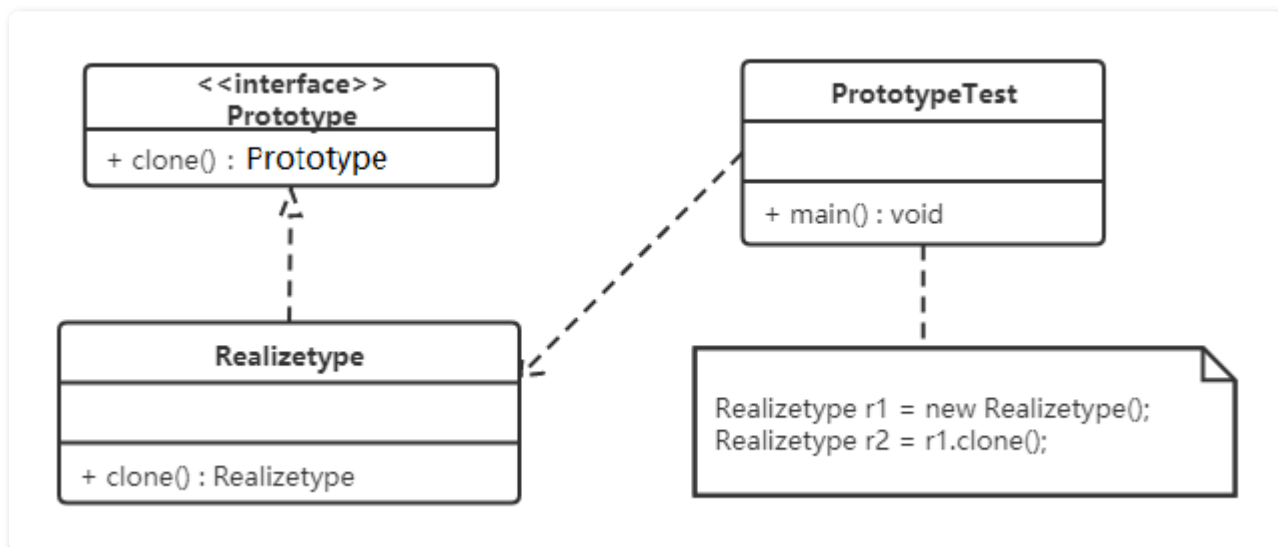 <<interface>>
Prototype
+ clone() : Prototype
PrototypeTest
+ main() : void
Realizetype
+ clone() : Realizetype
Realizetype r1 = new Realizetype();
Realizetype r2 = r1.clone();